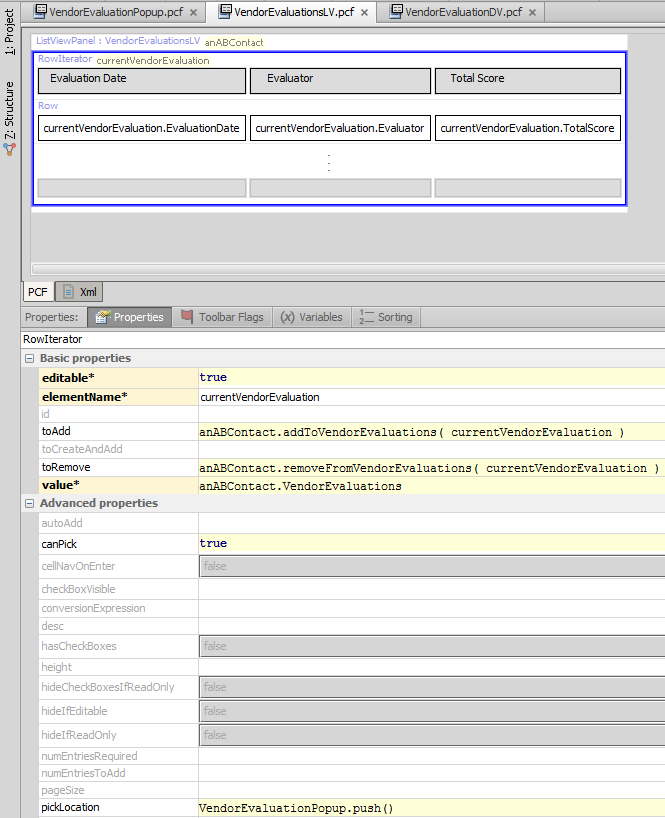 VendorEvaluationPopup.pcf VendorEvaluationsLV.pcf VendorEvaluationDV.pcf
1: Project
Z: Structure
ListViewPanel : VendorEvaluationsLV anABContact
RowIterator currentVendorEvaluation
Evaluation Date Evaluator Total Score
Row
currentVendorEvaluation.EvaluationDate currentVendorEvaluation.Evaluator currentVendorEvaluation.TotalScore
PCF Xml
Properties: Properties Toolbar Flags (x) Variables Sorting
RowIterator
Basic properties
editable* true
elementName* currentVendorEvaluation
id
toAdd anABContact.addToVendorEvaluations( currentVendorEvaluation )
toCreateAndAdd
toRemove anABContact.removeFromVendorEvaluations( currentVendorEvaluation )
value* anABContact.VendorEvaluations
Advanced properties
autoAdd
canPick true
cellNavOnEnter false
checkBoxVisible
conversionExpression
desc
hasCheckBoxes false
height
hideCheckBoxesIfReadOnly false
hideIfEditable false
hideIfReadOnly false
numEntriesRequired
numEntriesToAdd
pageSize
pickLocation VendorEvaluationPopup.push()